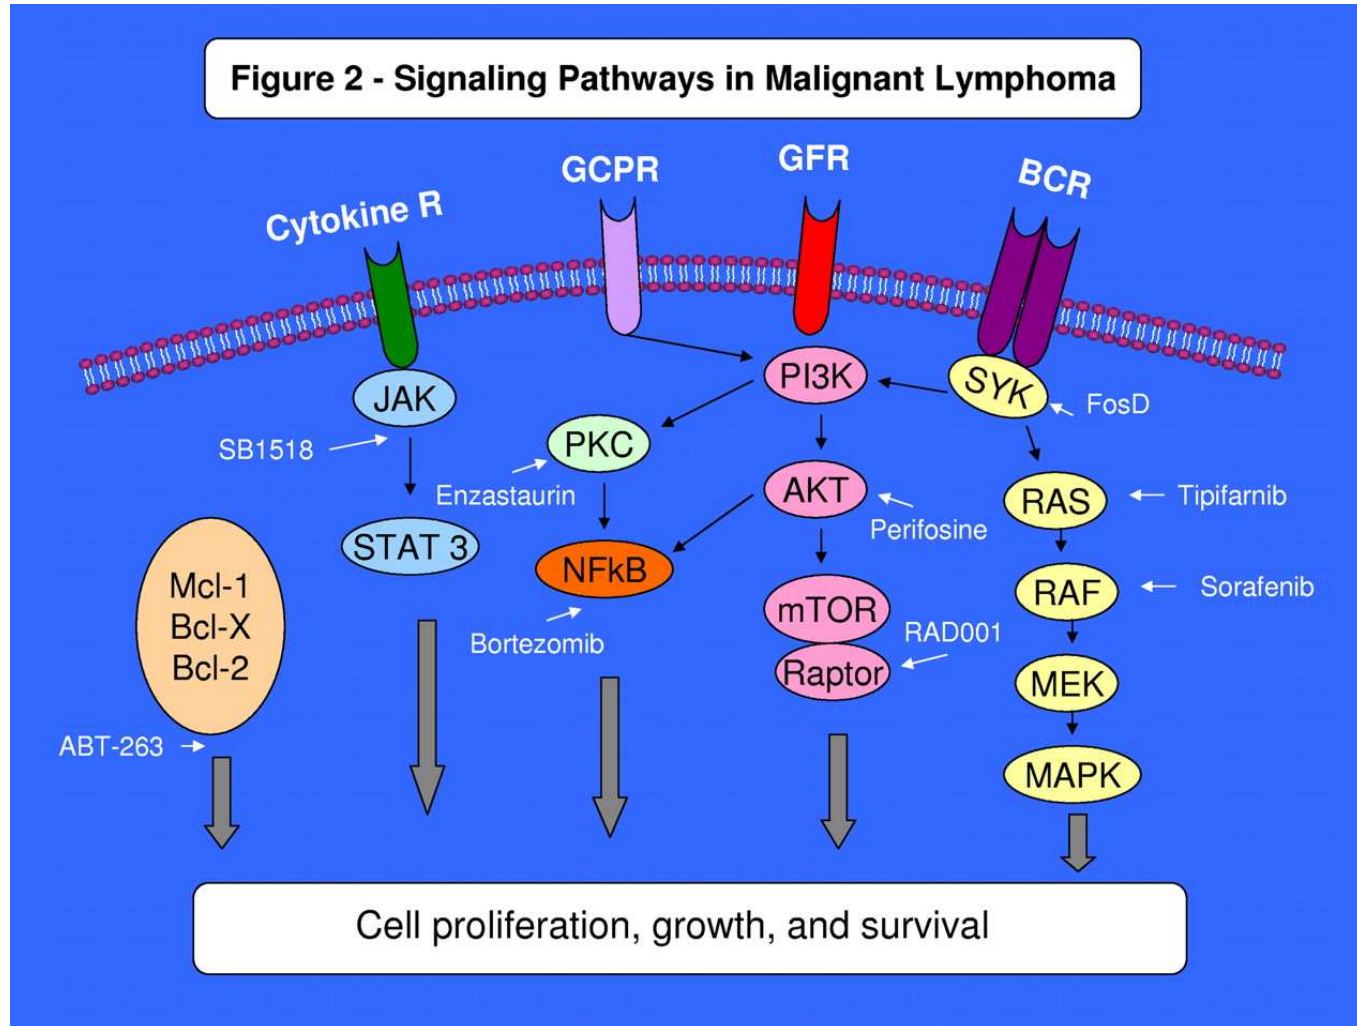 Figure 2 - Signaling Pathways in Malignant Lymphoma
Cytokine R
GCPR
GFR
BCR
JAK
PI3K
SYK
FosD
SB1518
PKC
Enzastaurin
AKT
Perifosine
RAS
Tipifarnib
STAT 3
NFkB
Bortezomib
mTOR
Raptor
RAD001
RAF
Sorafenib
MEK
MAPK
Mcl-1
Bcl-X
Bcl-2
ABT-263
Cell proliferation, growth, and survival